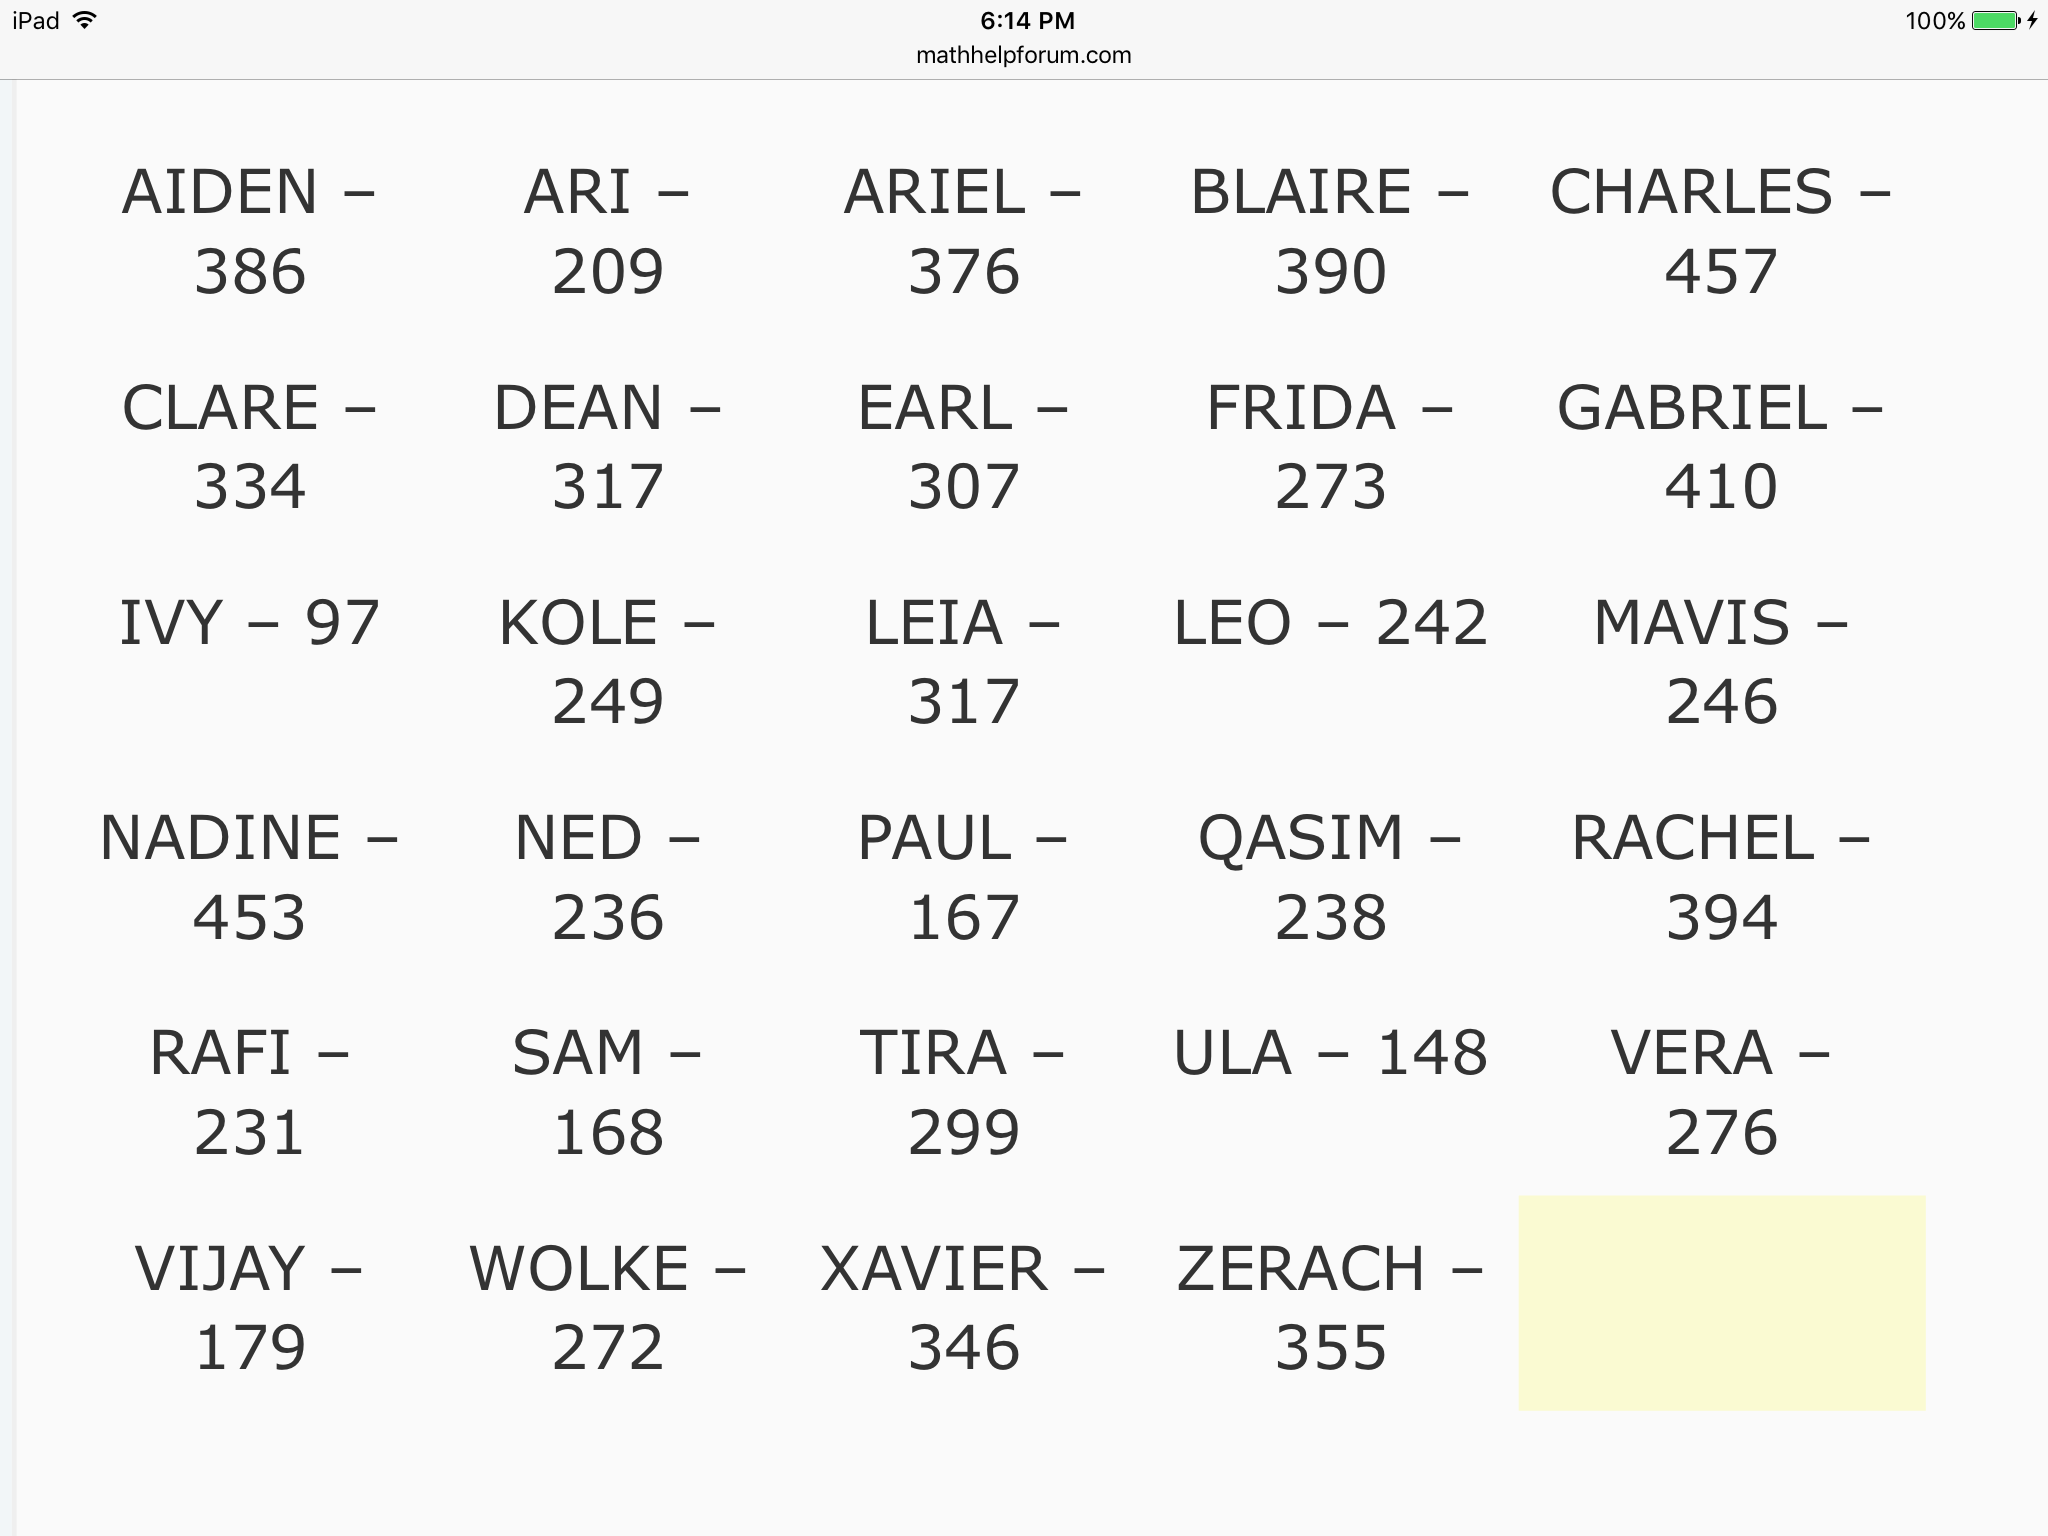 iPad 6:14 PM 100%
mathhelpforum.com
AIDEN – ARI – ARIEL – BLAIRE – CHARLES –
386 209 376 390 457
CLARE – DEAN – EARL – FRIDA – GABRIEL –
334 317 307 273 410
IVY – 97 KOLE – LEIA – LEO – 242 MAVIS –
249 317 246
NADINE – NED – PAUL – QASIM – RACHEL –
453 236 167 238 394
RAFI – SAM – TIRA – ULA – 148 VERA –
231 168 299 276
VIJAY – WOLKE – XAVIER – ZERACH –
179 272 346 355